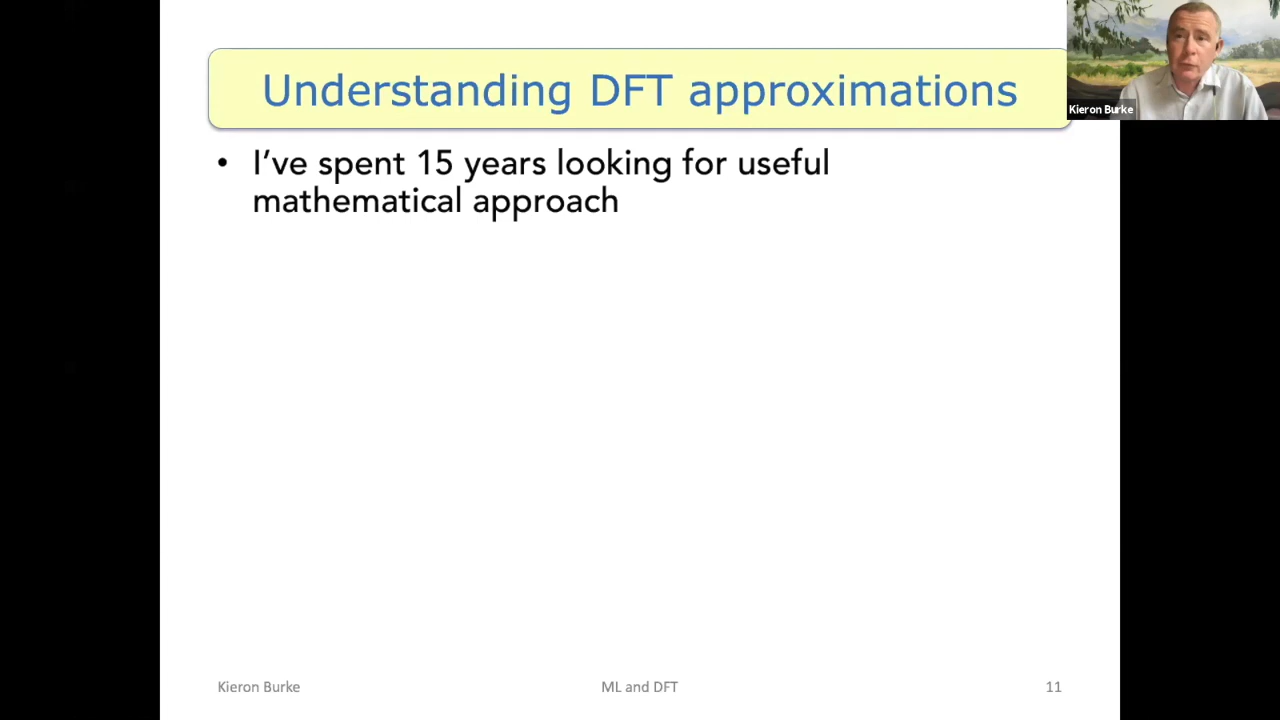 Understanding DFT approximations
Kieron Burke
• I’ve spent 15 years looking for useful
mathematical approach
Kieron Burke
ML and DFT
11